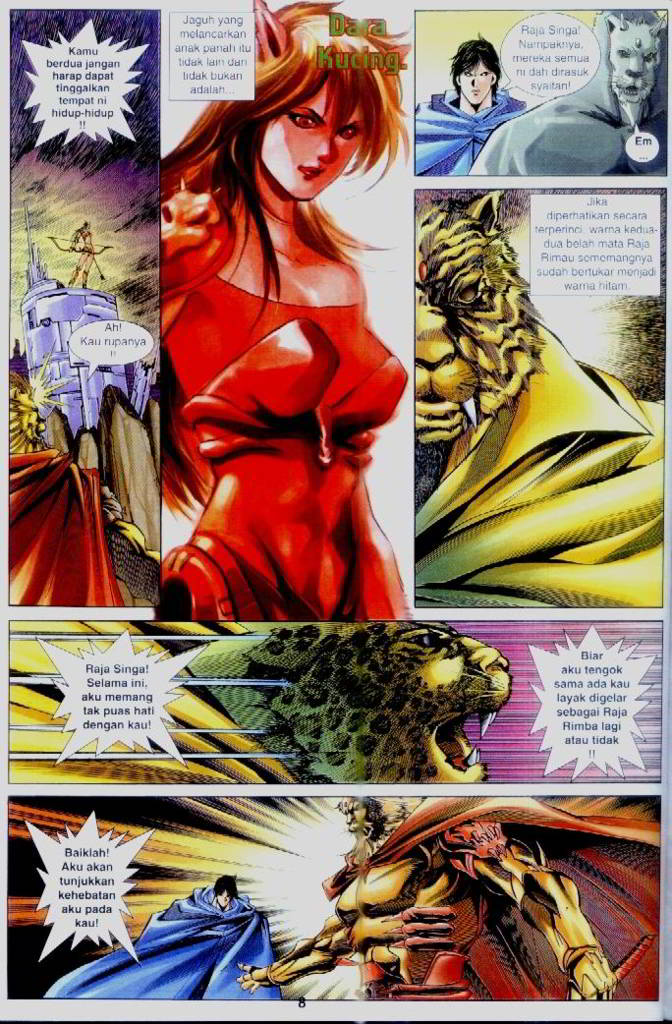 Kamu
berdua jangan
harap dapat
tinggalkan
tempat ni
hidup-hidup
!!
Ah!
Kau rupanya
!!
Jaguh yang
melancarkan
anak panah itu
tidak lain dan
tidak bukan
adalah...
Dara
Kucing.
Raja Singa!
Nampaknya,
mereka semua
ni dah dirasuk
syaitan!
Em
...
Jika
diperhatikan secara
terperinci, warna kedua-
dua belah mata Raja
Rimau sememangnya
sudah bertukar menjadi
warna hitam.
Raja Singa!
Selama ini,
aku memang
tak puas hati
dengan kau!
Biar
aku tengok
sama ada kau
layak digelar
sebagai Raja
Rimba lagi
atau tidak
!!
Baiklah!
Aku akan
tunjukkan
kehebatan
aku pada
kau!
8